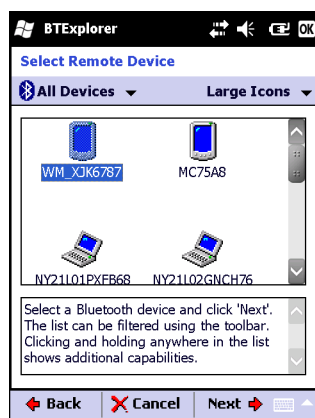 BTExplorer OK
Select Remote Device
All Devices Large Icons
WM_XJK6787 MC75A8
NY21L01PXFB68 NY21L02GNCH76
Select a Bluetooth device and click 'Next'.
The list can be filtered using the toolbar.
Clicking and holding anywhere in the list
shows additional capabilities.
Back Cancel Next